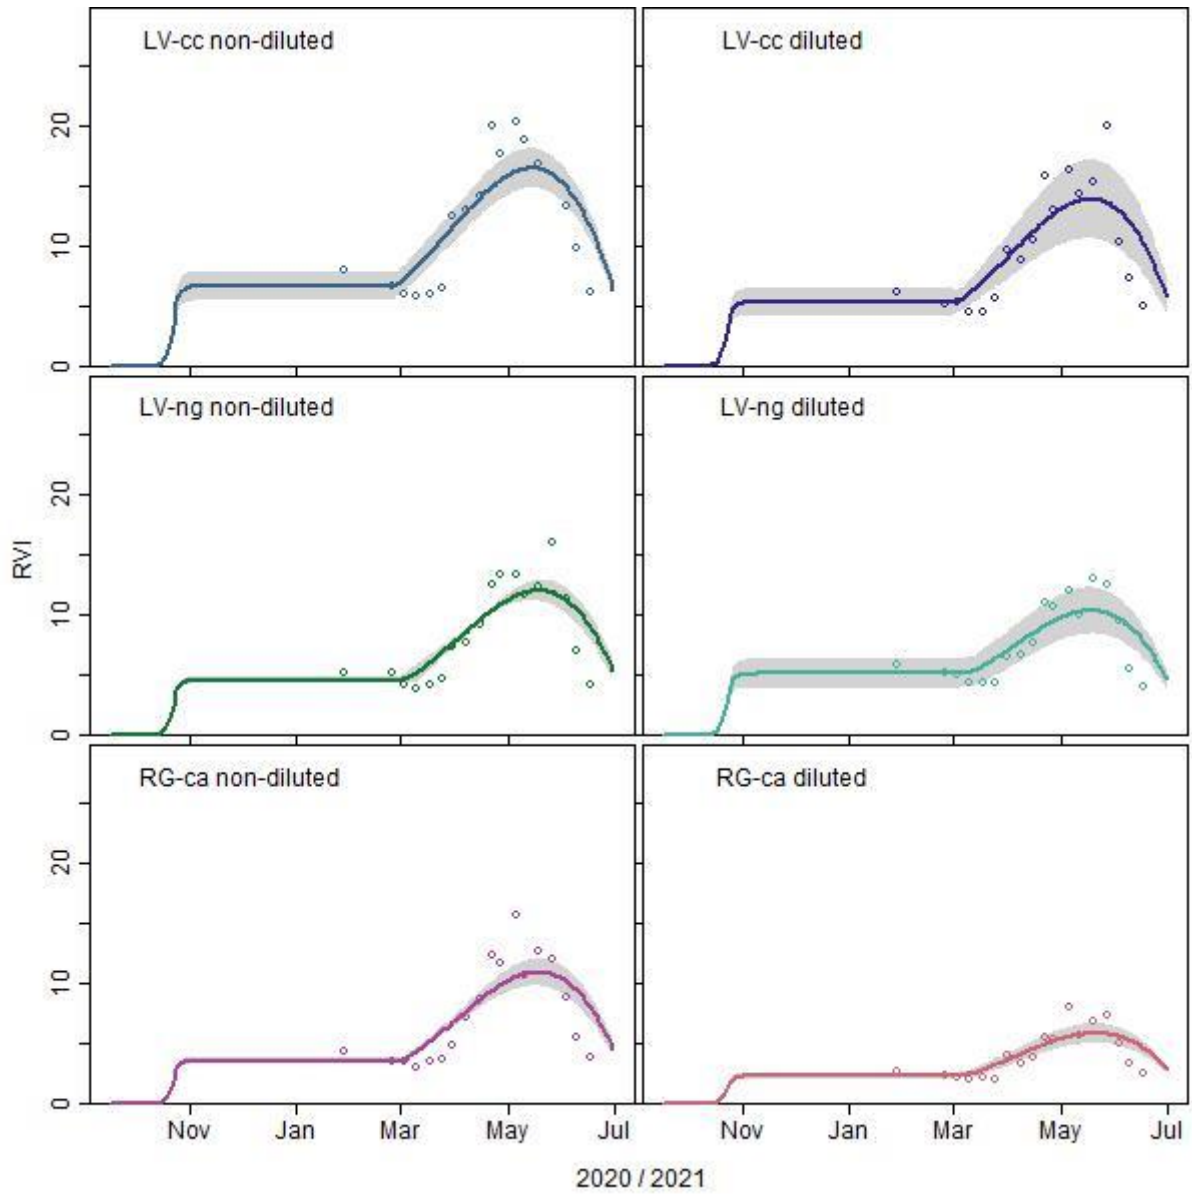 LV-cc non-diluted
LV-cc diluted
20
10
0
LV-ng non-diluted
LV-ng diluted
20
10
0
RVI
RG-ca non-diluted
RG-ca diluted
20
10
0
Nov Jan Mar May Jul
Nov Jan Mar May Jul
2020 / 2021